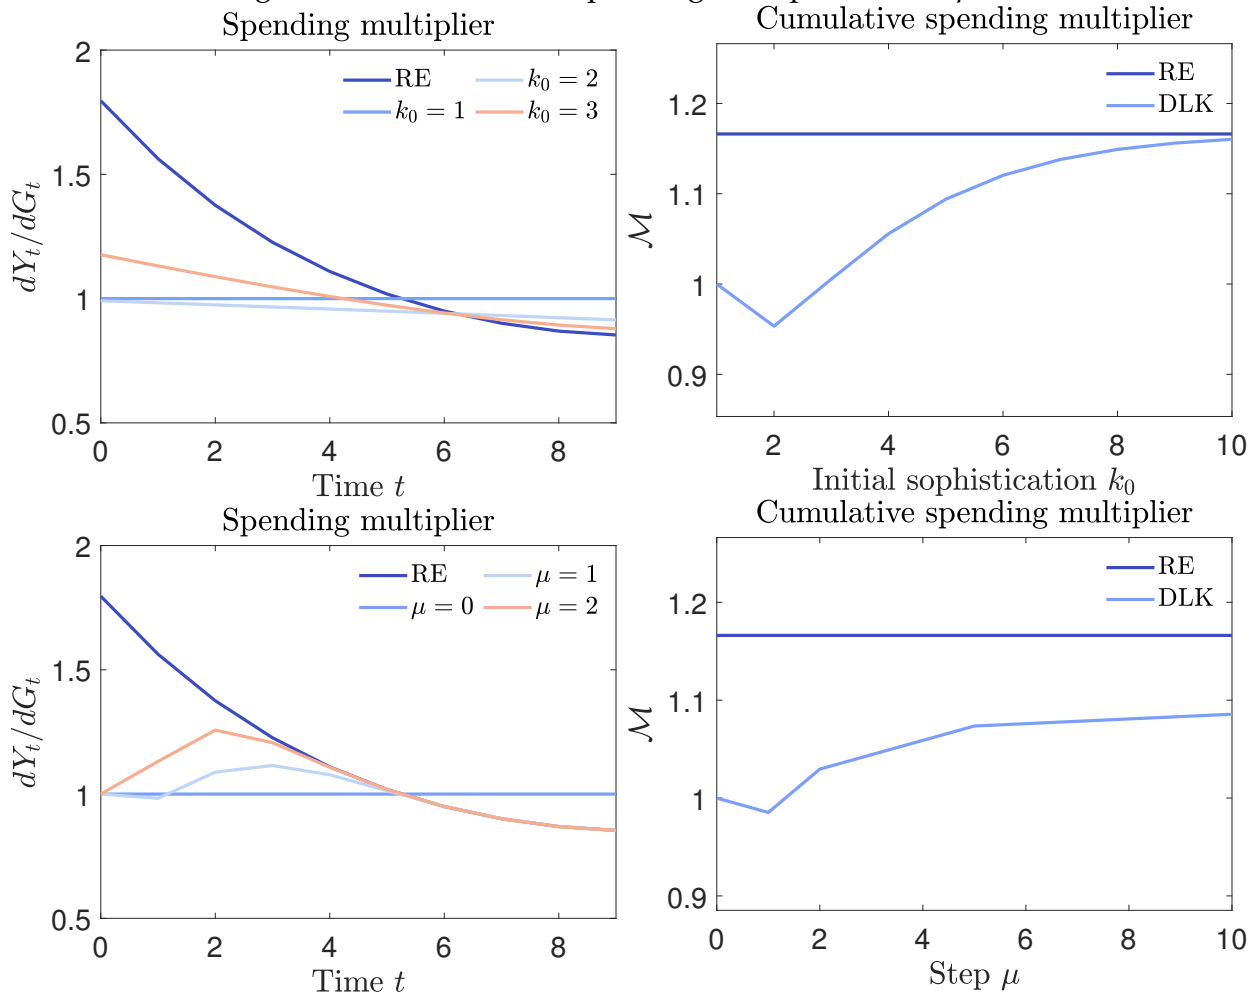 Spending multiplier
2
1.5
1
0.5
0 2 4 6 8
dY_t/dG_t
Time t
RE
k_0 = 1
k_0 = 2
k_0 = 3
Cumulative spending multiplier
1.2
1.1
1
0.9
2 4 6 8 10
ℳ
Initial sophistication k_0
RE
DLK
Spending multiplier
2
1.5
1
0.5
0 2 4 6 8
dY_t/dG_t
Time t
RE
μ = 0
μ = 1
μ = 2
Cumulative spending multiplier
1.2
1.1
1
0.9
0 2 4 6 8 10
ℳ
Step μ
RE
DLK